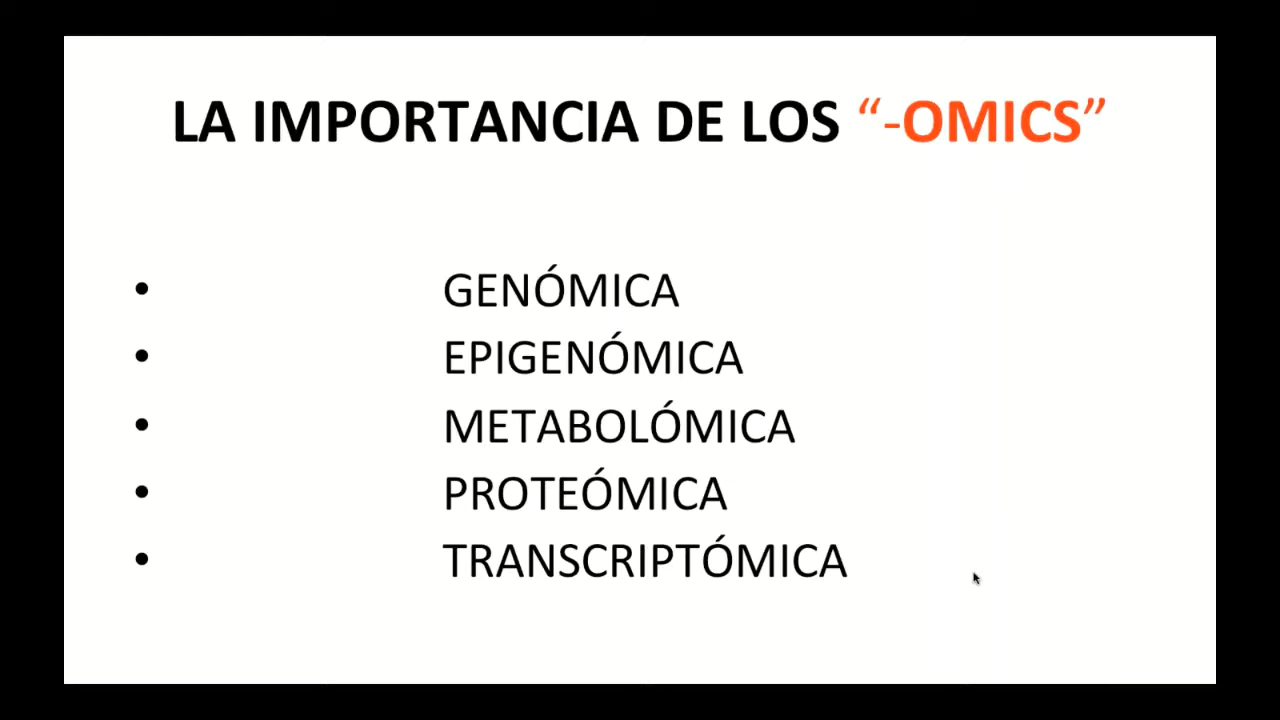 LA IMPORTANCIA DE LOS “-OMICS”
• GENÓMICA
• EPIGENÓMICA
• METABOLÓMICA
• PROTEÓMICA
• TRANSCRIPTÓMICA